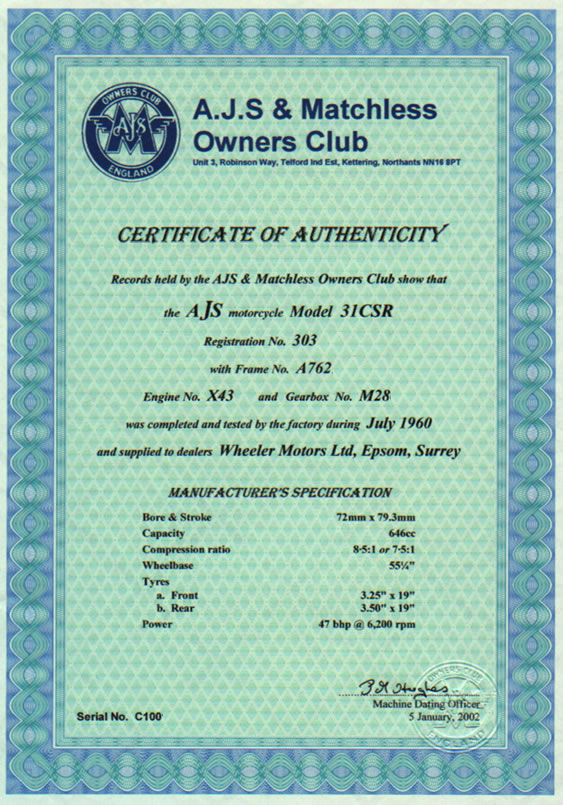 OWNERS CLUB
AJS
M
ENGLAND
A.J.S & Matchless
Owners Club
Unit 3, Robinson Way, Telford Ind Est, Kettering, Northants NN16 8PT
CERTIFICATE OF AUTHENTICITY
Records held by the AJS & Matchless Owners Club show that
the AJS motorcycle Model 31CSR
Registration No. 303
with Frame No. A762
Engine No. X43 and Gearbox No. M28
was completed and tested by the factory during July 1960
and supplied to dealers Wheeler Motors Ltd, Epsom, Surrey
MANUFACTURER'S SPECIFICATION
Bore & Stroke 72mm x 79.3mm
Capacity 646cc
Compression ratio 8-5:1 or 7-5:1
Wheelbase 55¼"
Tyres
a. Front 3.25" x 19"
b. Rear 3.50" x 19"
Power 47 bhp @ 6,200 rpm
Hughes
OWNERS CLUB
Machine Dating Officer
Serial No. C100 5 January, 2002
ENGLAND